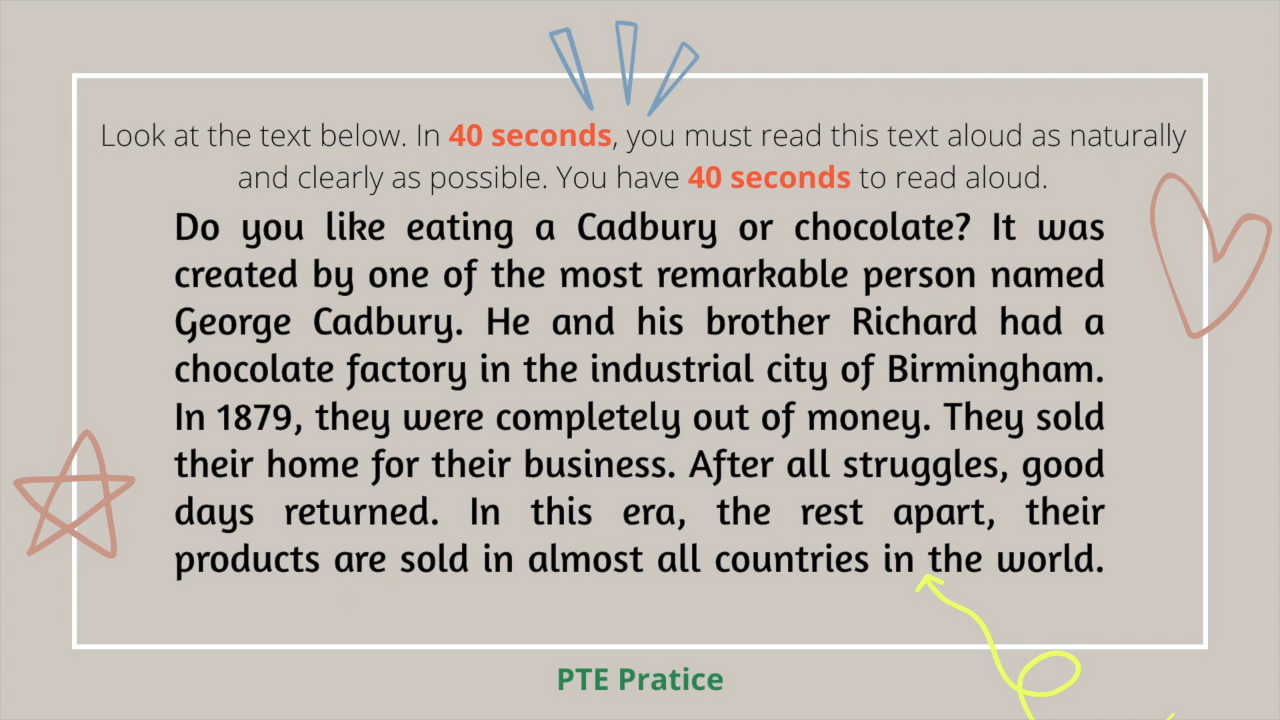 Look at the text below. In 40 seconds, you must read this text aloud as naturally
and clearly as possible. You have 40 seconds to read aloud.
Do you like eating a Cadbury or chocolate? It was
created by one of the most remarkable person named
George Cadbury. He and his brother Richard had a
chocolate factory in the industrial city of Birmingham.
In 1879, they were completely out of money. They sold
their home for their business. After all struggles, good
days returned. In this era, the rest apart, their
products are sold in almost all countries in the world.
PTE Pratice